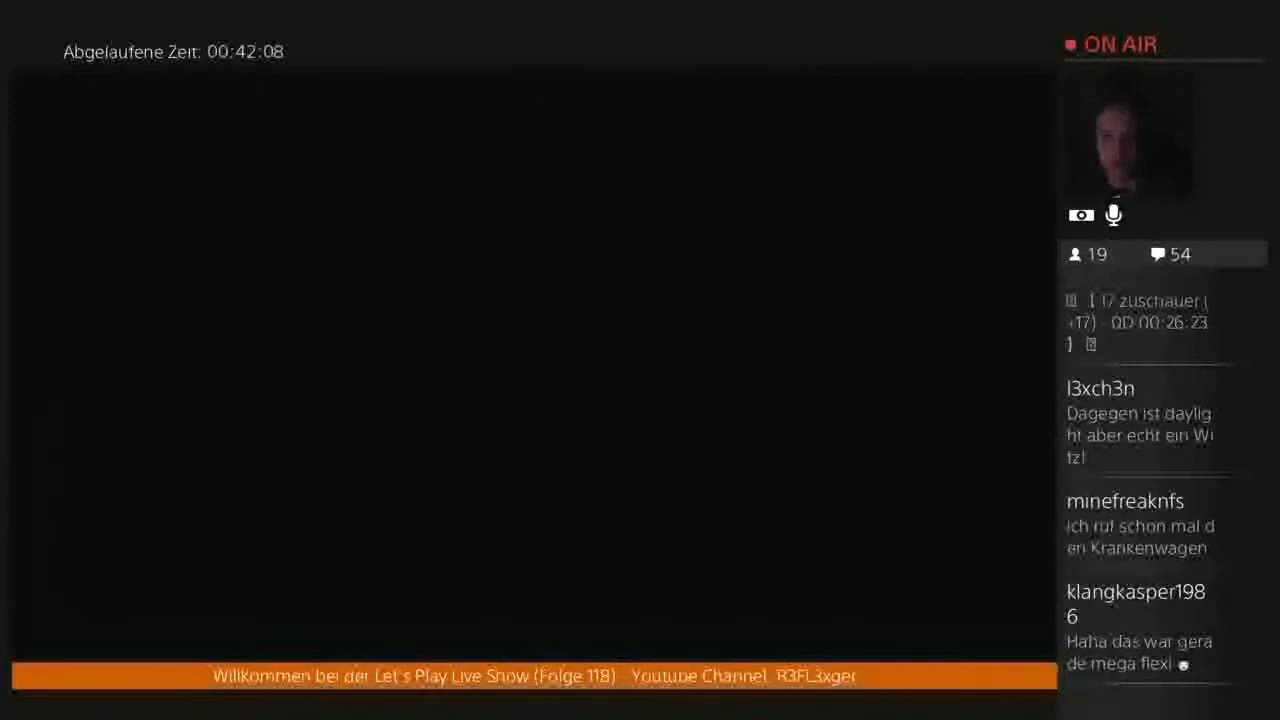 Abgelaufene Zeit: 00:42:08
ON AIR
19 54
17 zuschauer (
+17) - 00:26:23
]
l3xch3n
Dagegen ist daylig
ht aber echt ein Wi
tz!
minefreaknfs
ich ruf schon mal d
en Krankenwagen
klangkasper198
6
Haha das war gera
de mega flex!
Willkommen bei der Let's Play Live Show (Folge 118) - Youtube Channel: R3FL3xger